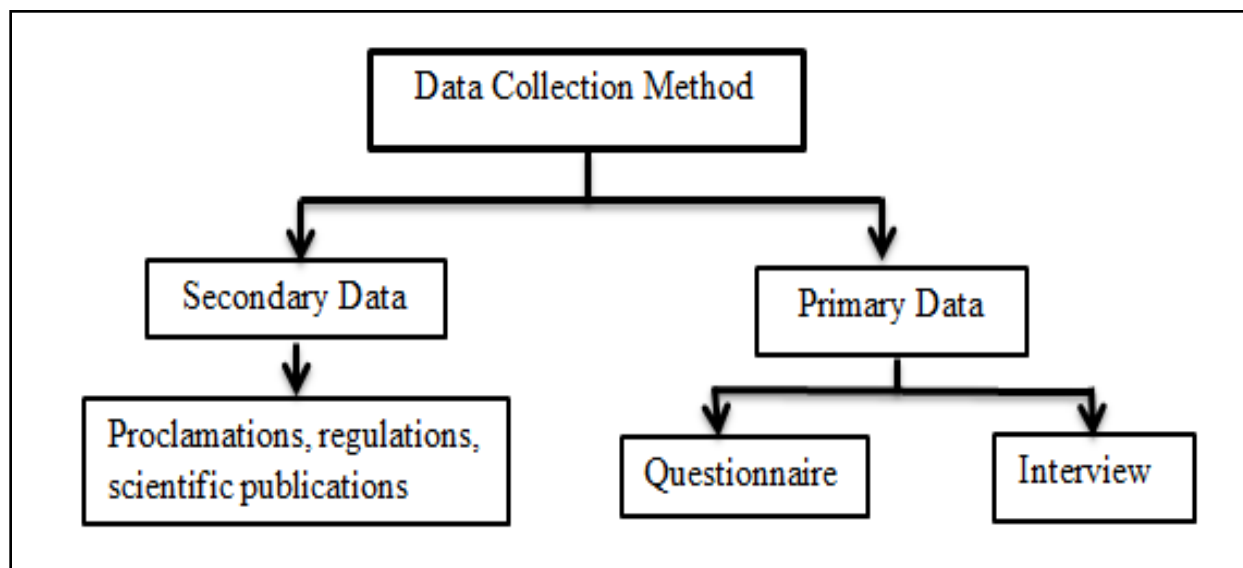 Data Collection Method
Secondary Data
Primary Data
Proclamations, regulations,
scientific publications
Questionnaire
Interview